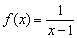 f(x) = 1/(x−1)